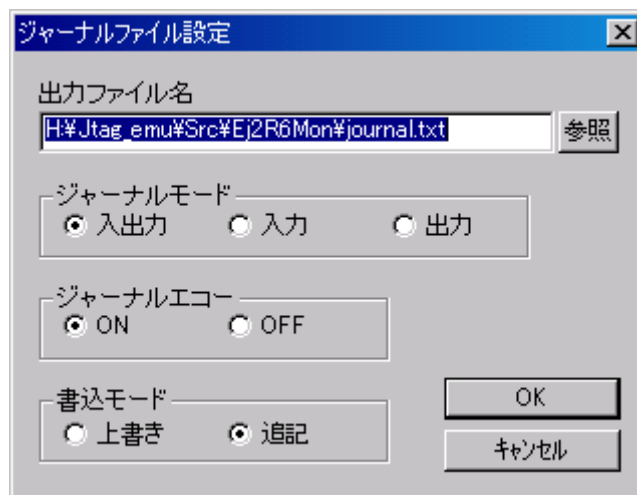 ジャーナルファイル設定
出力ファイル名
H:¥Jtag_emu¥Src¥Ej2R6Mon¥journal.txt 参照
ジャーナルモード
入出力 入力 出力
ジャーナルエコー
ON OFF
書込モード
上書き 追記
OK
キャンセル